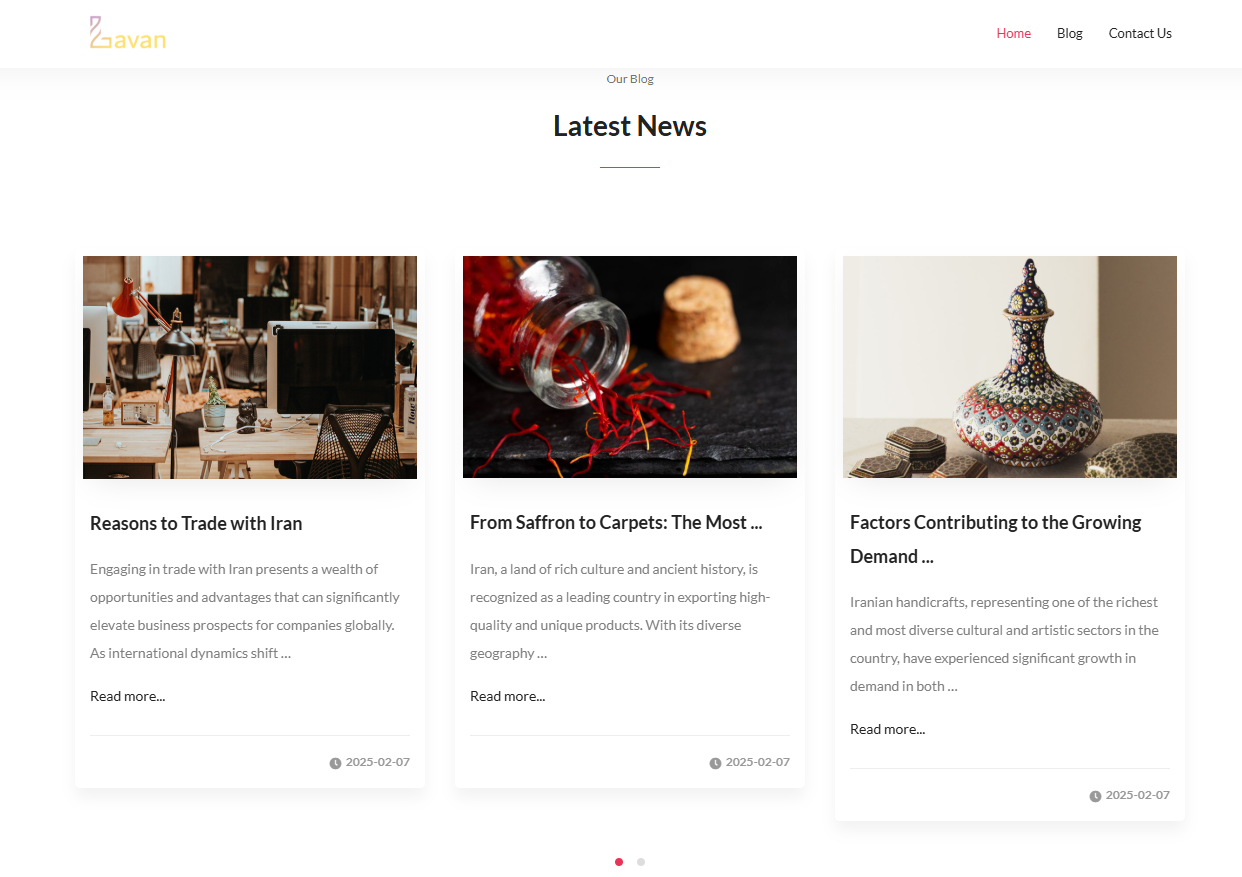 Lavan
Home Blog Contact Us
Our Blog
Latest News
Reasons to Trade with Iran
Engaging in trade with Iran presents a wealth of
opportunities and advantages that can significantly
elevate business prospects for companies globally.
As international dynamics shift ...
Read more...
2025-02-07
From Saffron to Carpets: The Most ...
Iran, a land of rich culture and ancient history, is
recognized as a leading country in exporting high-
quality and unique products. With its diverse
geography ...
Read more...
2025-02-07
Factors Contributing to the Growing
Demand ...
Iranian handicrafts, representing one of the richest
and most diverse cultural and artistic sectors in the
country, have experienced significant growth in
demand in both ...
Read more...
2025-02-07